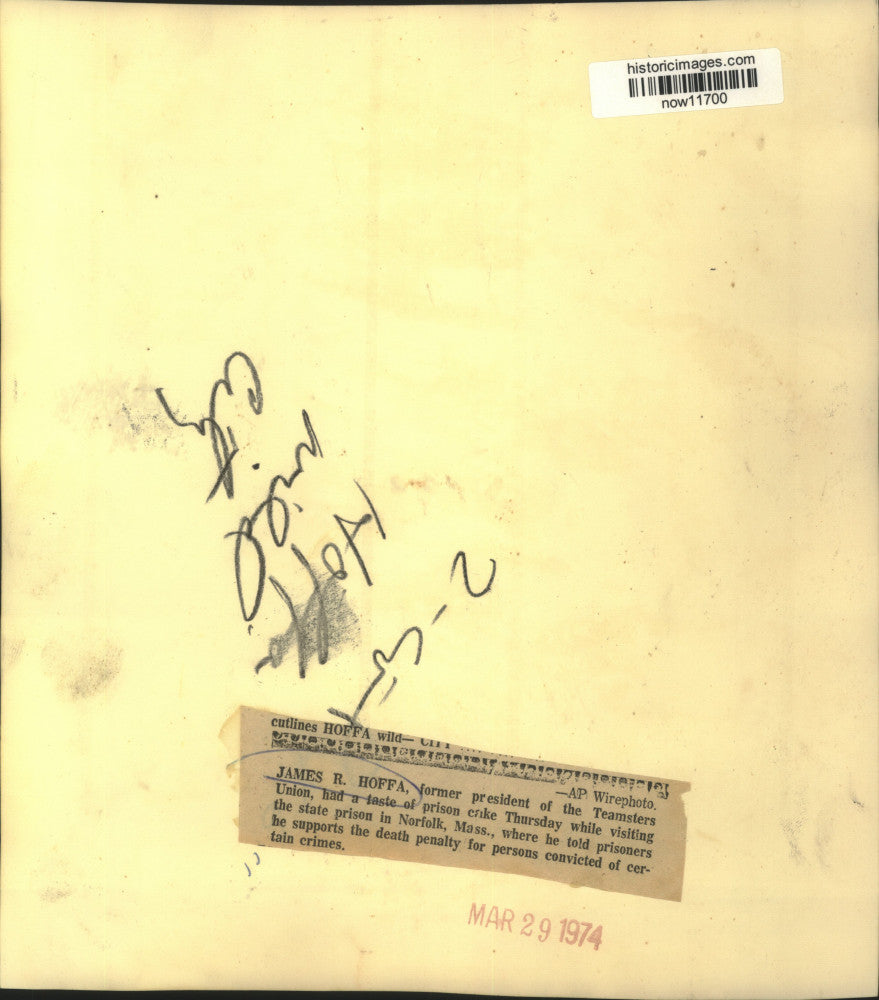 historicimages.com
now11700
Hoffa
cutlines HOFFA wild— CITY
—AP Wirephoto.
JAMES R. HOFFA, former president of the Teamsters
Union, had a taste of prison cake Thursday while visiting
the state prison in Norfolk, Mass., where he told prisoners
he supports the death penalty for persons convicted of cer-
tain crimes.
MAR 29 1974